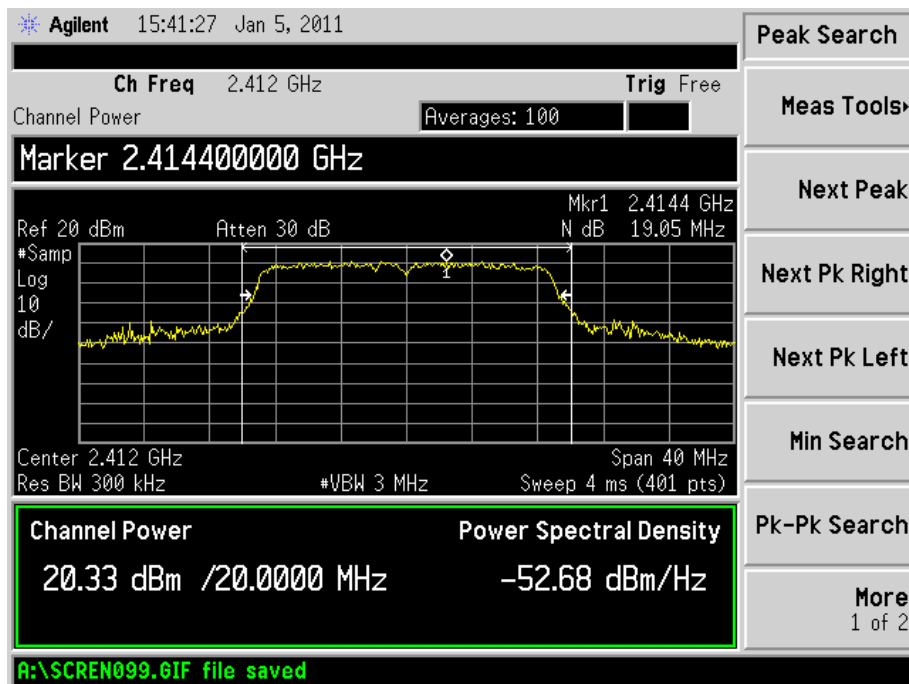 Agilent 15:41:27 Jan 5, 2011
Ch Freq 2.412 GHz Trig Free
Channel Power Averages: 100
Marker 2.414400000 GHz
Mkr1 2.4144 GHz
Ref 20 dBm Atten 30 dB N dB 19.05 MHz
#Samp
Log
10
dB/
1
Center 2.412 GHz Span 40 MHz
Res BW 300 kHz #VBW 3 MHz Sweep 4 ms (401 pts)
Channel Power Power Spectral Density
20.33 dBm /20.0000 MHz -52.68 dBm/Hz
A:\SCREN099.GIF file saved
Peak Search
Meas Tools▸
Next Peak
Next Pk Right
Next Pk Left
Min Search
Pk-Pk Search
More
1 of 2